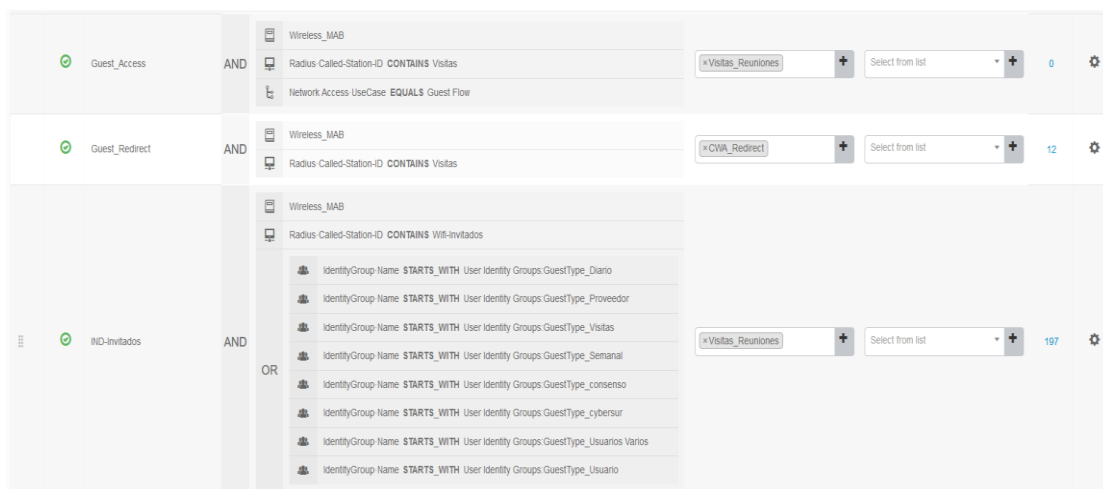 Wireless_MAB
Guest_Access AND Radius·Called-Station-ID CONTAINS Visitas ×Visitas_Reuniones + Select from list + 0
Network Access·UseCase EQUALS Guest Flow
Wireless_MAB
Guest_Redirect AND ×CWA_Redirect + Select from list + 12
Radius·Called-Station-ID CONTAINS Visitas
Wireless_MAB
Radius·Called-Station-ID CONTAINS Wifi-Invitados
IdentityGroup·Name STARTS_WITH User Identity Groups:GuestType_Diario
IdentityGroup·Name STARTS_WITH User Identity Groups:GuestType_Proveedor
IdentityGroup·Name STARTS_WITH User Identity Groups:GuestType_Visitas
IND-Invitados AND ×Visitas_Reuniones + Select from list + 197
IdentityGroup·Name STARTS_WITH User Identity Groups:GuestType_Semanal
OR
IdentityGroup·Name STARTS_WITH User Identity Groups:GuestType_consenso
IdentityGroup·Name STARTS_WITH User Identity Groups:GuestType_cybersur
IdentityGroup·Name STARTS_WITH User Identity Groups:GuestType_Usuarios Varios
IdentityGroup·Name STARTS_WITH User Identity Groups:GuestType_Usuario